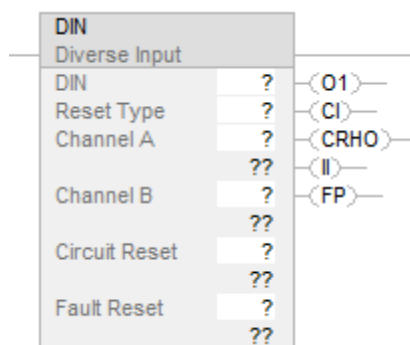 DIN
Diverse Input
DIN ? O1
Reset Type ? CI
Channel A ? CRHO
?? II
Channel B ? FP
??
Circuit Reset ?
??
Fault Reset ?
??